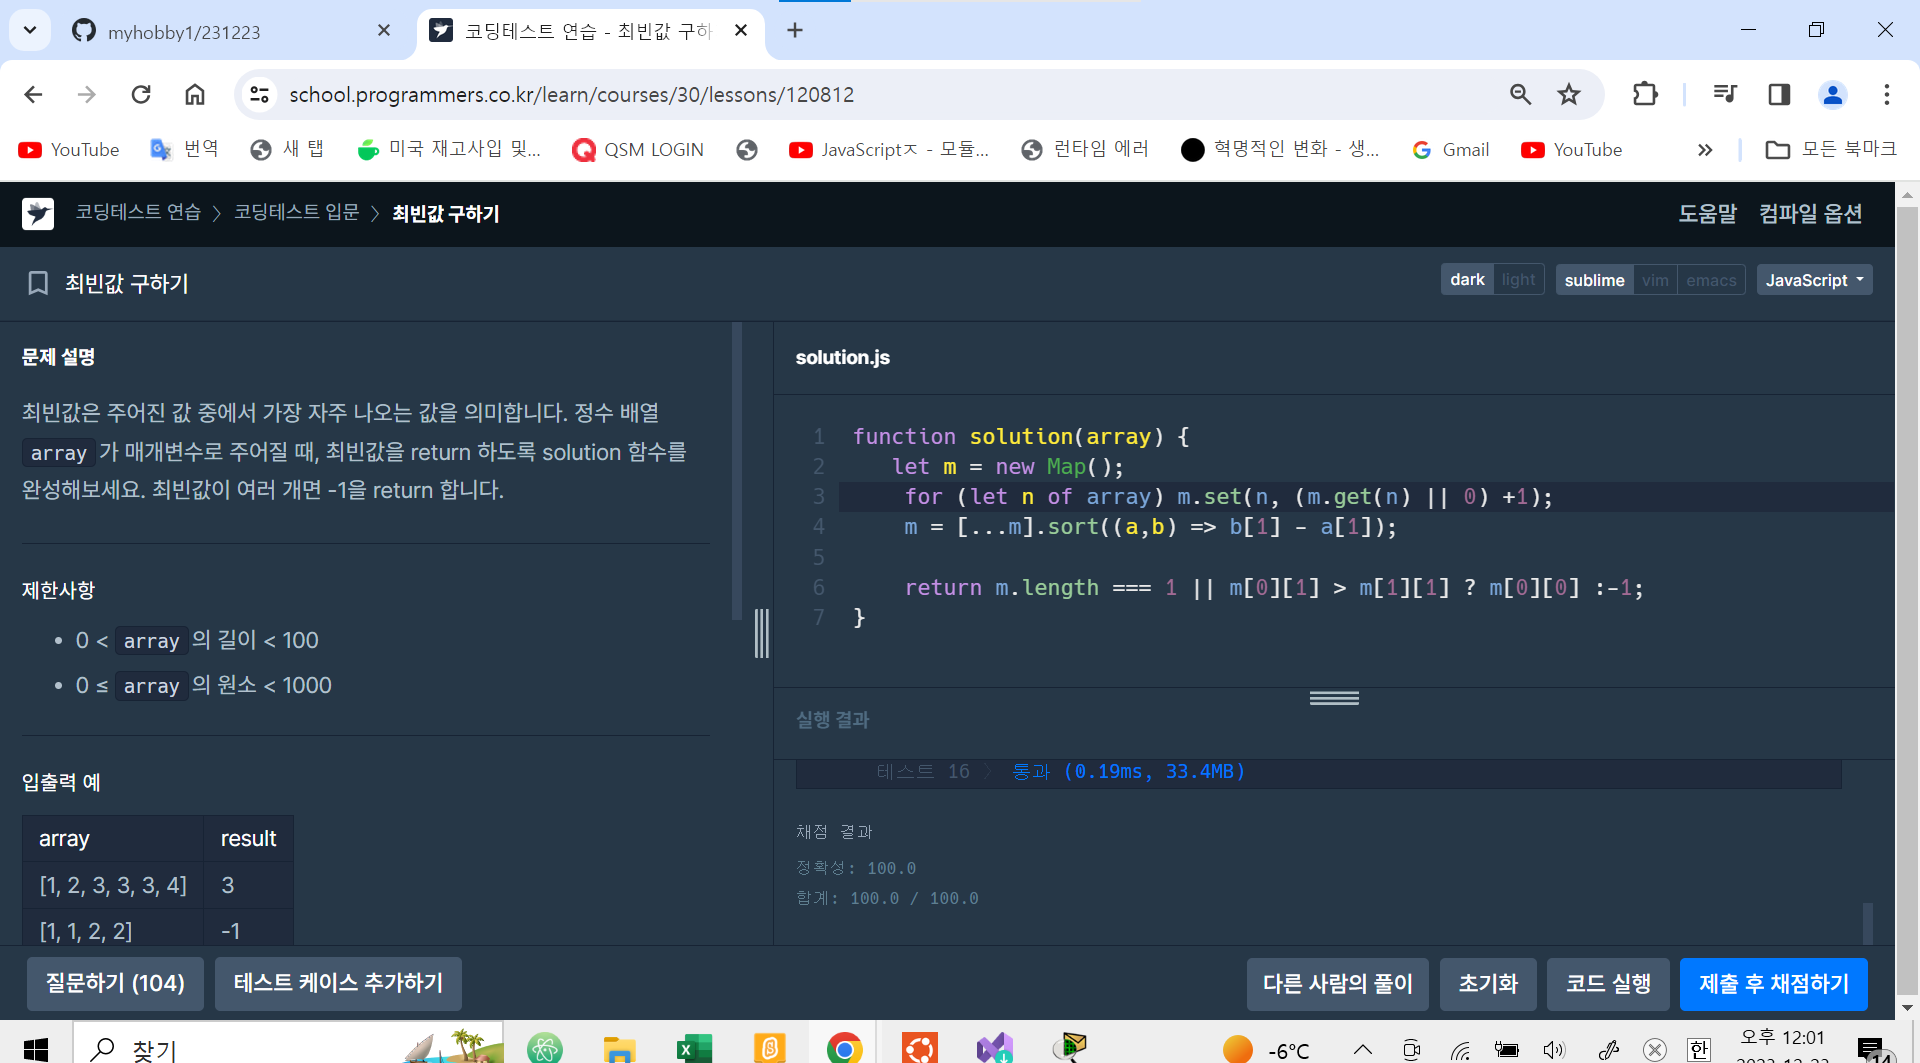 myhobby1/231223
코딩테스트 연습 - 최빈값 구하
school.programmers.co.kr/learn/courses/30/lessons/120812
YouTube
번역
새 탭
미국 재고사입 및...
QSM LOGIN
JavaScriptㅈ - 모듈...
런타임 에러
혁명적인 변화 - 생...
Gmail
YouTube
모든 북마크
코딩테스트 연습 > 코딩테스트 입문 > 최빈값 구하기
도움말 컴파일 옵션
최빈값 구하기
dark light sublime vim emacs JavaScript
문제 설명
최빈값은 주어진 값 중에서 가장 자주 나오는 값을 의미합니다. 정수 배열
array 가 매개변수로 주어질 때, 최빈값을 return 하도록 solution 함수를
완성해보세요. 최빈값이 여러 개면 -1을 return 합니다.
제한사항
• 0 < array 의 길이 < 100
• 0 ≤ array 의 원소 < 1000
입출력 예
array result
[1, 2, 3, 3, 3, 4] 3
[1, 1, 2, 2] -1
solution.js
1 function solution(array) {
2 let m = new Map();
3 for (let n of array) m.set(n, (m.get(n) || 0) +1);
4 m = [...m].sort((a,b) => b[1] - a[1]);
5
6 return m.length === 1 || m[0][1] > m[1][1] ? m[0][0] :-1;
7 }
실행 결과
테스트 16 > 통과 (0.19ms, 33.4MB)
채점 결과
정확성: 100.0
합계: 100.0 / 100.0
질문하기 (104) 테스트 케이스 추가하기 다른 사람의 풀이 초기화 코드 실행 제출 후 채점하기
찾기
-6°C
한
오후 12:01
14